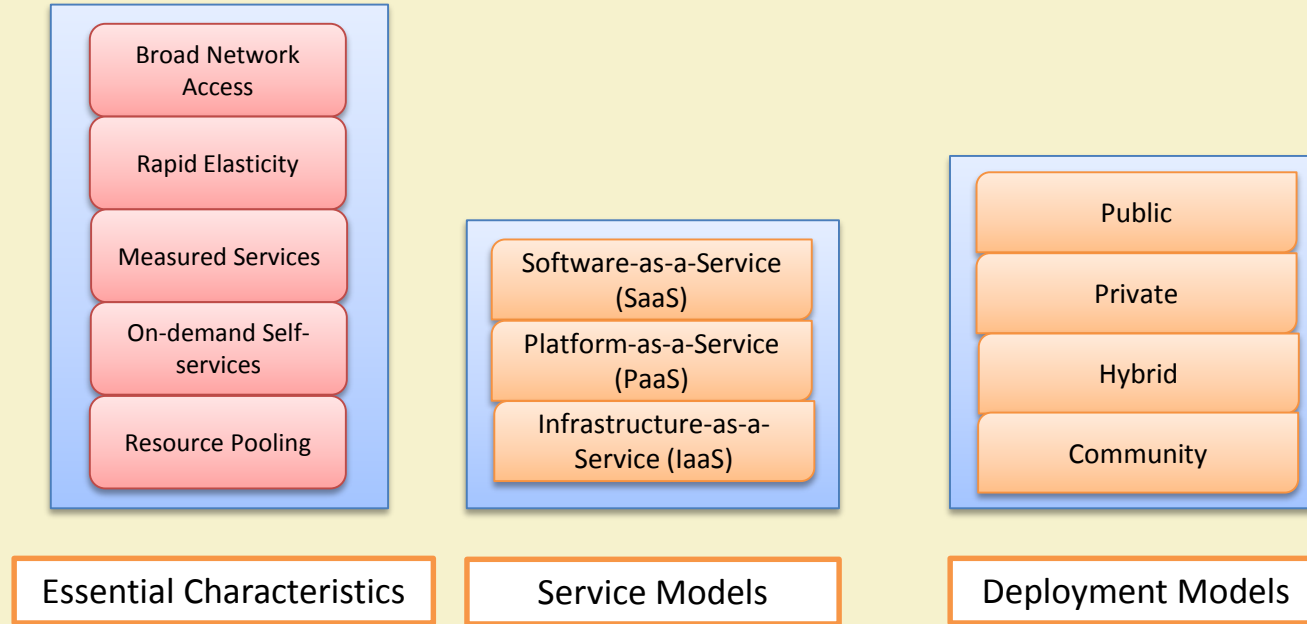 Broad Network
Access
Rapid Elasticity
Measured Services
On-demand Self-
services
Resource Pooling
Essential Characteristics
Software-as-a-Service
(SaaS)
Platform-as-a-Service
(PaaS)
Infrastructure-as-a-
Service (IaaS)
Service Models
Public
Private
Hybrid
Community
Deployment Models